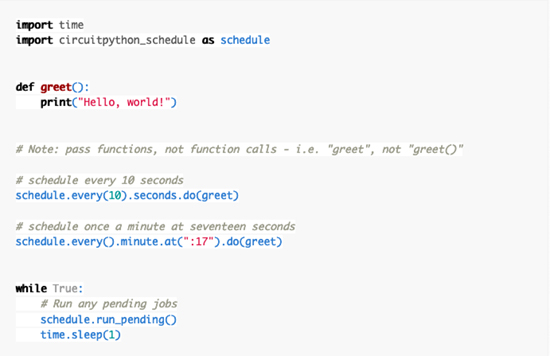 import time
import circuitpython_schedule as schedule
def greet():
    print("Hello, world!")
# Note: pass functions, not function calls - i.e. "greet", not "greet()"
# schedule every 10 seconds
schedule.every(10).seconds.do(greet)
# schedule once a minute at seventeen seconds
schedule.every().minute.at(":17").do(greet)
while True:
    # Run any pending jobs
    schedule.run_pending()
    time.sleep(1)